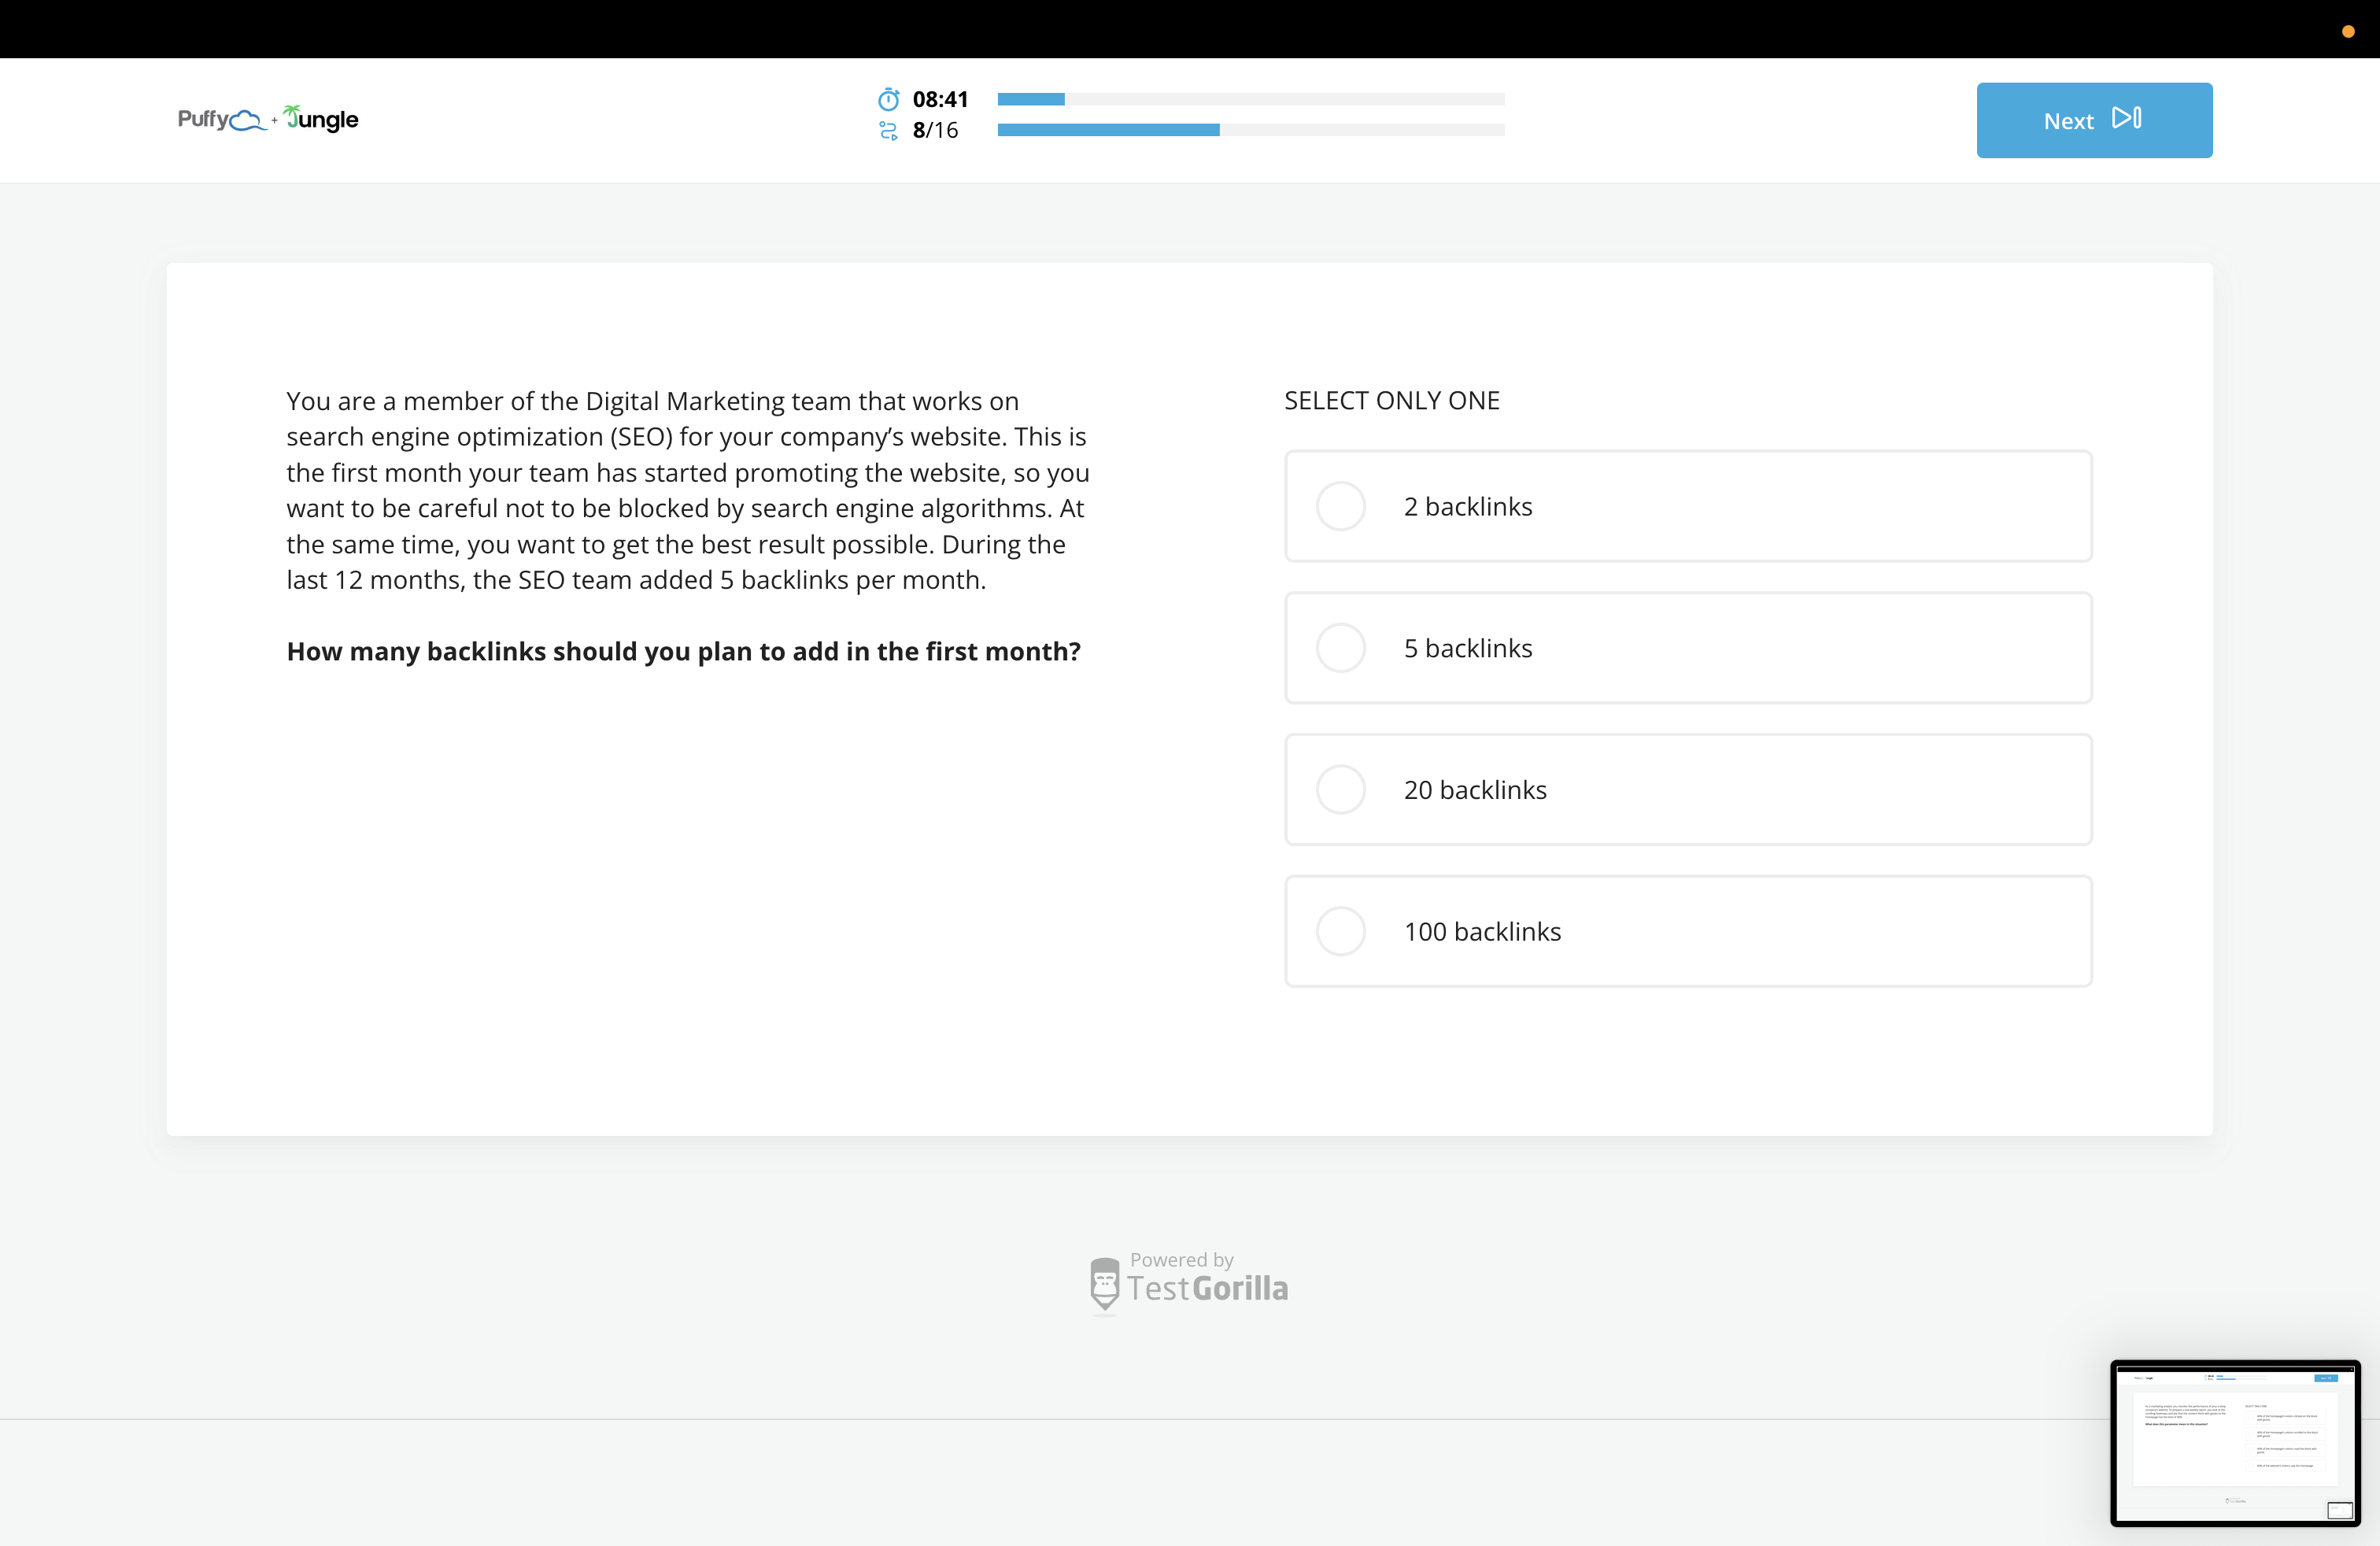 Puffy + Jungle
08:41
8/16
Next
You are a member of the Digital Marketing team that works on
search engine optimization (SEO) for your company’s website. This is
the first month your team has started promoting the website, so you
want to be careful not to be blocked by search engine algorithms. At
the same time, you want to get the best result possible. During the
last 12 months, the SEO team added 5 backlinks per month.
How many backlinks should you plan to add in the first month?
SELECT ONLY ONE
2 backlinks
5 backlinks
20 backlinks
100 backlinks
Powered by
TestGorilla